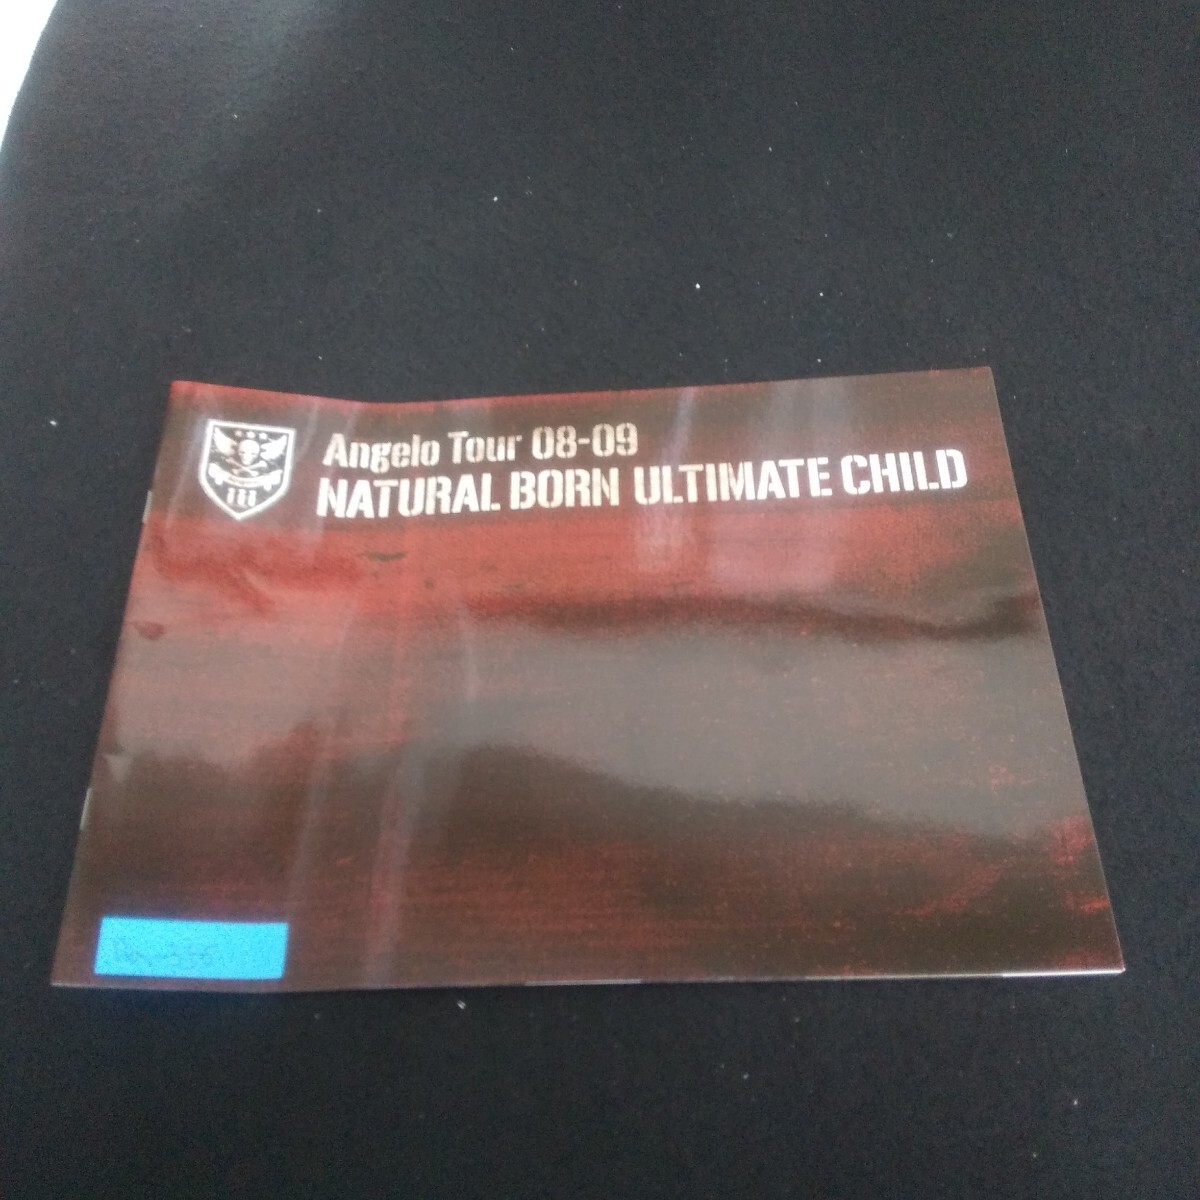 Angelo Tour 08-09
NATURAL BORN ULTIMATE CHILD